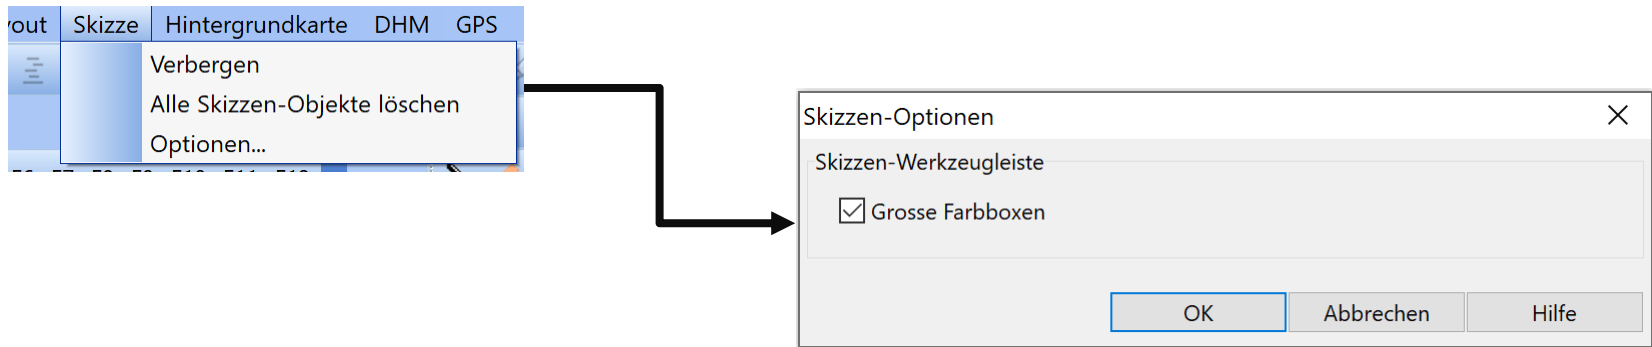 Skizze Hintergrundkarte DHM GPS
Verbergen
Alle Skizzen-Objekte löschen
Optionen...
Skizzen-Optionen
Skizzen-Werkzeugleiste
Grosse Farbboxen
OK Abbrechen Hilfe